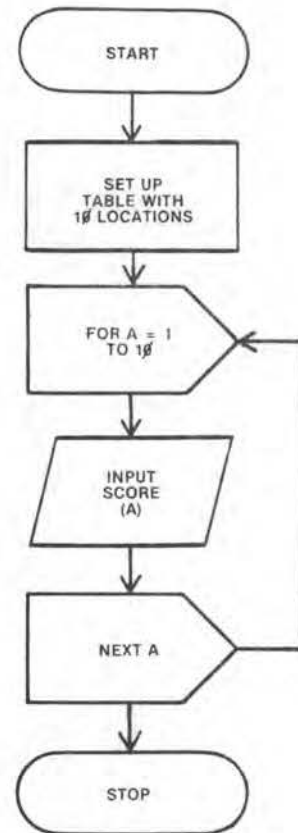 START
SET UP
TABLE WITH
1Ø LOCATIONS
FOR A = 1
TO 1Ø
INPUT
SCORE
(A)
NEXT A
STOP